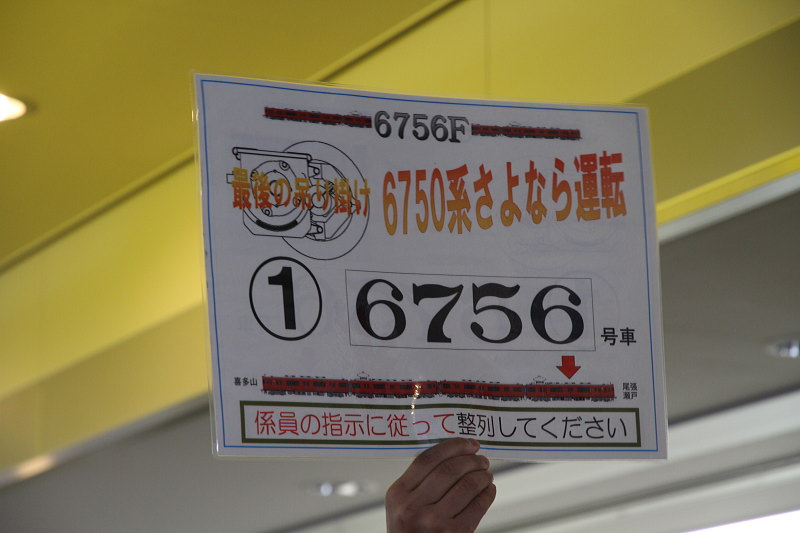 6756F
最後の吊り掛け 6750系さよなら運転
① 6756 号車
喜多山 尾張瀬戸
係員の指示に従って整列してください